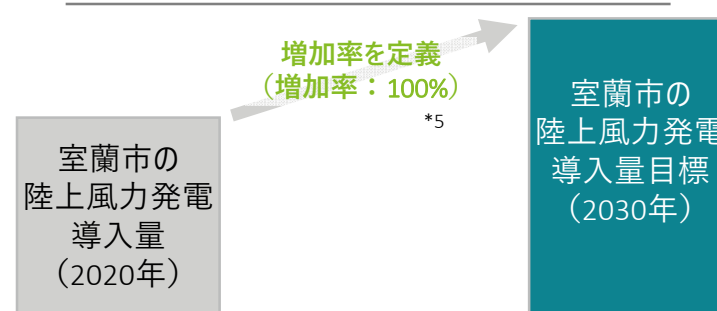 増加率を定義
（増加率：100%）
*5
室蘭市の
陸上風力発電
導入量
（2020年）
室蘭市の
陸上風力発電
導入量目標
（2030年）